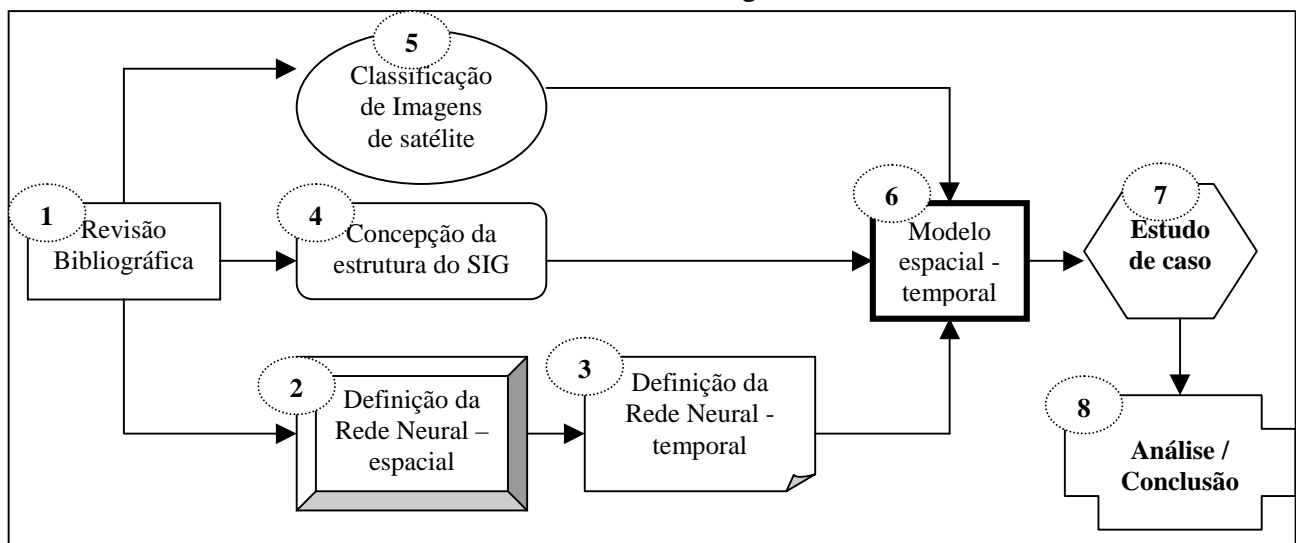 5
Classificação
de Imagens
de satélite
1
Revisão
Bibliográfica
4
Concepção da
estrutura do SIG
6
Modelo
espacial -
temporal
7
Estudo
de caso
2
Definição da
Rede Neural –
espacial
3
Definição da
Rede Neural -
temporal
8
Análise /
Conclusão